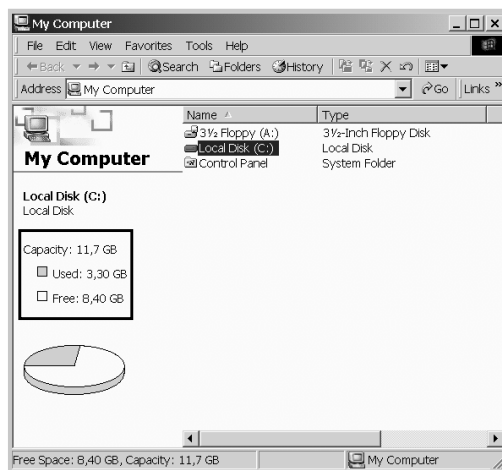 My Computer
File Edit View Favorites Tools Help
Back Search Folders History Go
Address My Computer Go Links »
Name Type
3½ Floppy (A:) 3½-Inch Floppy Disk
Local Disk (C:) Local Disk
Control Panel System Folder
My Computer
Local Disk (C:)
Local Disk
Capacity: 11,7 GB
Used: 3,30 GB
Free: 8,40 GB
Free Space: 8,40 GB, Capacity: 11,7 GB My Computer